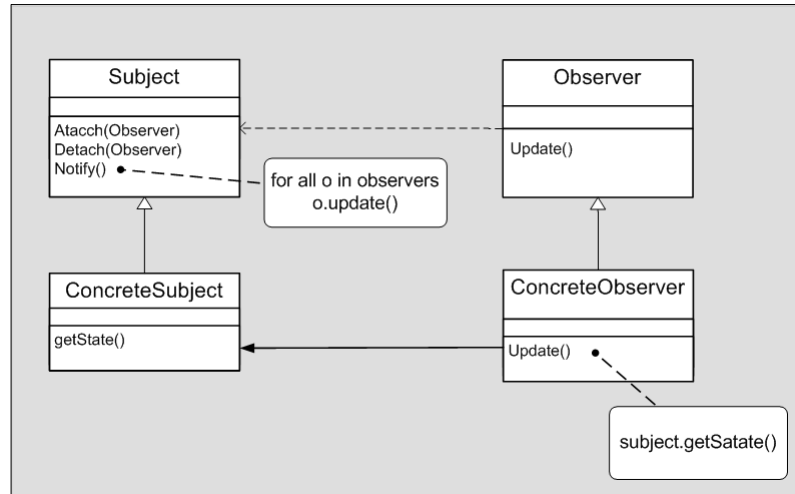 Subject
Atacch(Observer)
Detach(Observer)
Notify()
for all o in observers
o.update()
Observer
Update()
ConcreteSubject
getState()
ConcreteObserver
Update()
subject.getSatate()